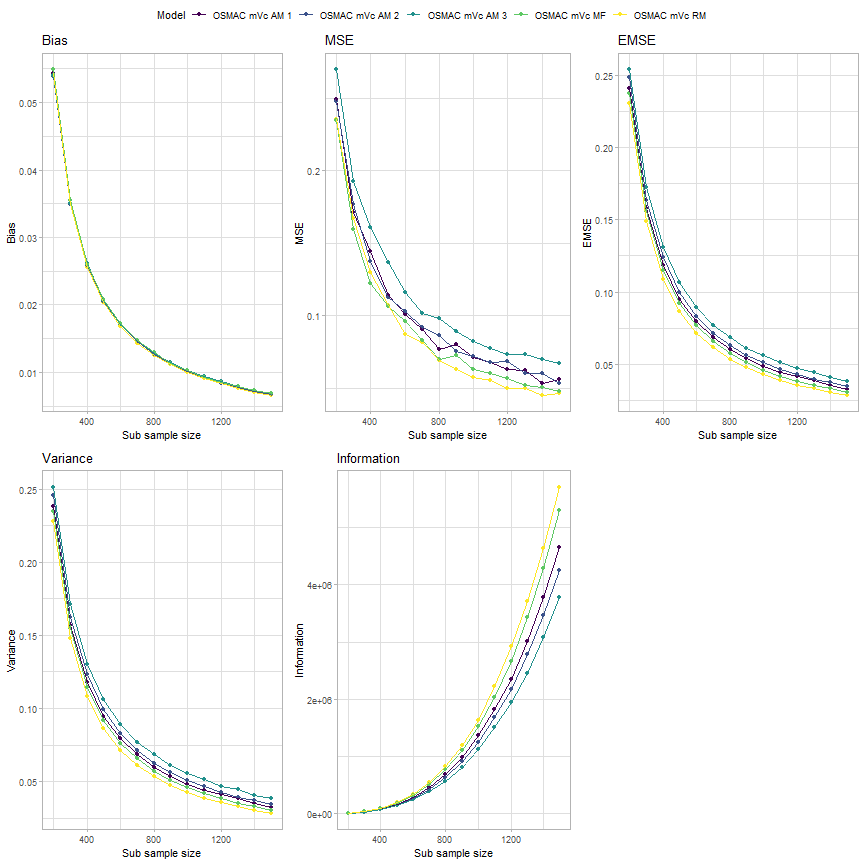 Model OSMAC mVc AM 1 OSMAC mVc AM 2 OSMAC mVc AM 3 OSMAC mVc MF OSMAC mVc RM
Bias
0.05
0.04
0.03
0.02
0.01
Bias
400 800 1200
Sub sample size
MSE
0.2
0.1
MSE
400 800 1200
Sub sample size
EMSE
0.25
0.20
0.15
0.10
0.05
EMSE
400 800 1200
Sub sample size
Variance
0.25
0.20
0.15
0.10
0.05
Variance
400 800 1200
Sub sample size
Information
4e+06
2e+06
0e+00
Information
400 800 1200
Sub sample size